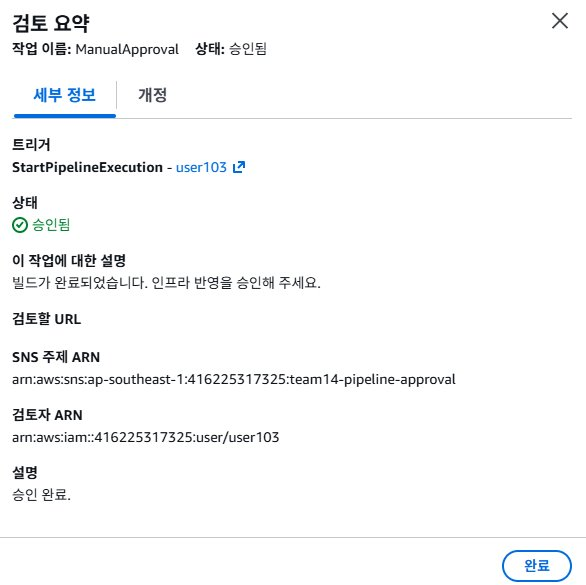 검토 요약
작업 이름: ManualApproval 상태: 승인됨
세부 정보 개정
트리거
StartPipelineExecution - user103
상태
승인됨
이 작업에 대한 설명
빌드가 완료되었습니다. 인프라 반영을 승인해 주세요.
검토할 URL
SNS 주제 ARN
arn:aws:sns:ap-southeast-1:416225317325:team14-pipeline-approval
검토자 ARN
arn:aws:iam::416225317325:user/user103
설명
승인 완료.
완료